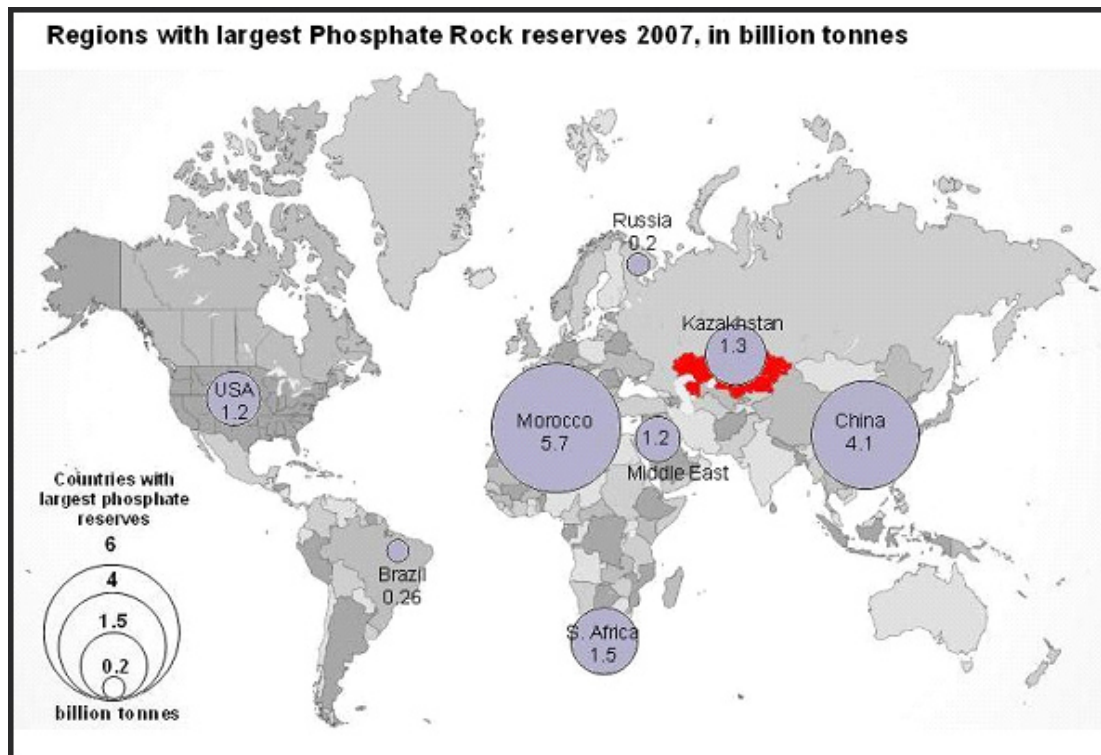 Regions with largest Phosphate Rock reserves 2007, in billion tonnes
Russia
0.2
Kazakhstan
1.3
USA
1.2
Morocco
5.7
1.2
Middle East
China
4.1
Countries with
largest phosphate
reserves
6
4
1.5
0.2
billion tonnes
Brazil
0.26
S. Africa
1.5